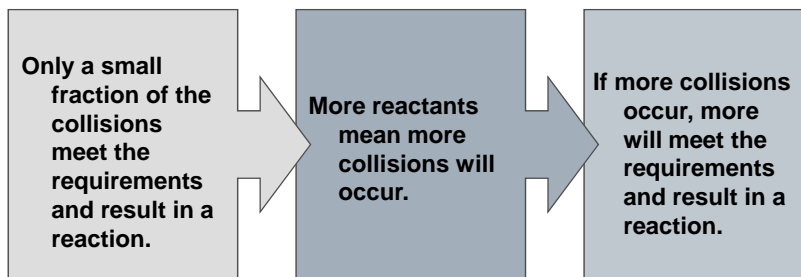 Only a small
fraction of the
collisions
meet the
requirements
and result in a
reaction.
More reactants
mean more
collisions will
occur.
If more collisions
occur, more
will meet the
requirements
and result in a
reaction.